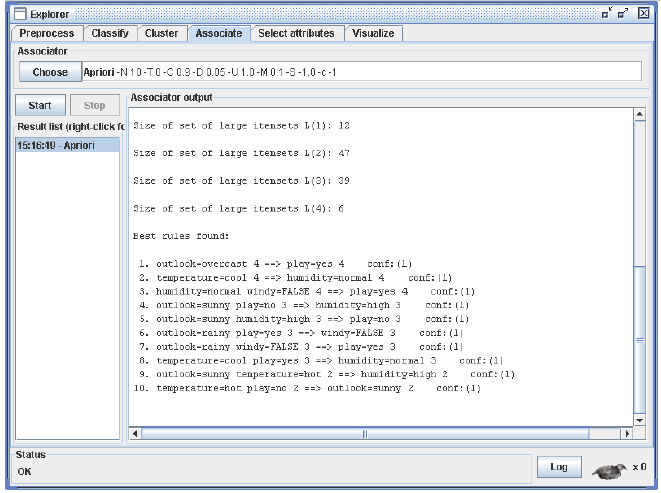 Explorer
Preprocess Classify Cluster Associate Select attributes Visualize
Associator
Choose Apriori -N 10 -T 0 -C 0.9 -D 0.05 -U 1.0 -M 0.1 -S -1.0 -c -1
Start Stop
Associator output
Result list (right-click fo
15:16:49 - Apriori
Size of set of large itemsets L(1): 12
Size of set of large itemsets L(2): 47
Size of set of large itemsets L(3): 39
Size of set of large itemsets L(4): 6
Best rules found:
1. outlook=overcast 4 ==> play=yes 4 conf:(1)
2. temperature=cool 4 ==> humidity=normal 4 conf:(1)
3. humidity=normal windy=FALSE 4 ==> play=yes 4 conf:(1)
4. outlook=sunny play=no 3 ==> humidity=high 3 conf:(1)
5. outlook=sunny humidity=high 3 ==> play=no 3 conf:(1)
6. outlook=rainy play=yes 3 ==> windy=FALSE 3 conf:(1)
7. outlook=rainy windy=FALSE 3 ==> play=yes 3 conf:(1)
8. temperature=cool play=yes 3 ==> humidity=normal 3 conf:(1)
9. outlook=sunny temperature=hot 2 ==> humidity=high 2 conf:(1)
10. temperature=hot play=no 2 ==> outlook=sunny 2 conf:(1)
Status
OK
Log
x 0